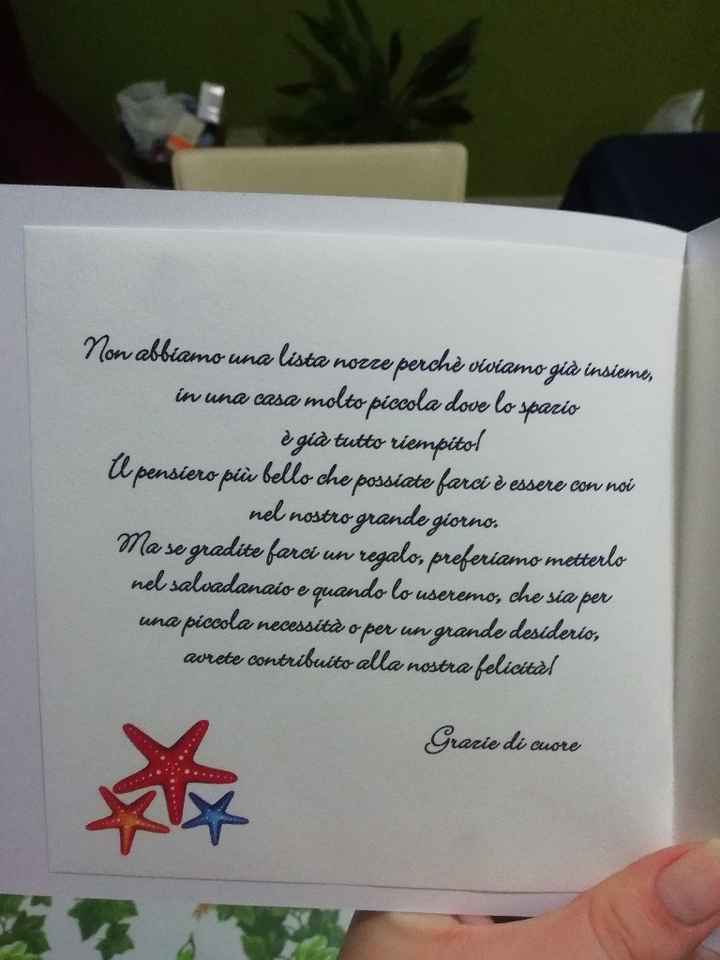 Non abbiamo una lista nozze perchè viviamo già insieme,
in una casa molto piccola dove lo spazio
è già tutto riempito!
Il pensiero più bello che possiate farci è essere con noi
nel nostro grande giorno.
Ma se gradite farci un regalo, preferiamo metterlo
nel salvadanaio e quando lo useremo, che sia per
una piccola necessità o per un grande desiderio,
avrete contribuito alla nostra felicità!
Grazie di cuore